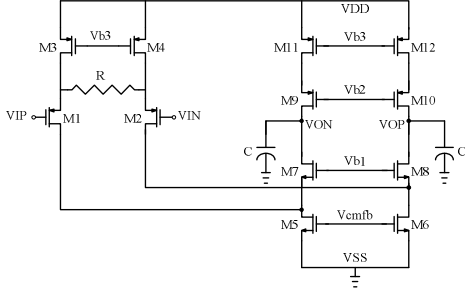 VDD
M3 Vb3 M4 M11 Vb3 M12
R
M9 Vb2 M10
VIP M1 M2 VIN
VON VOP
C C
M7 Vb1 M8
M5 Vcmfb M6
VSS